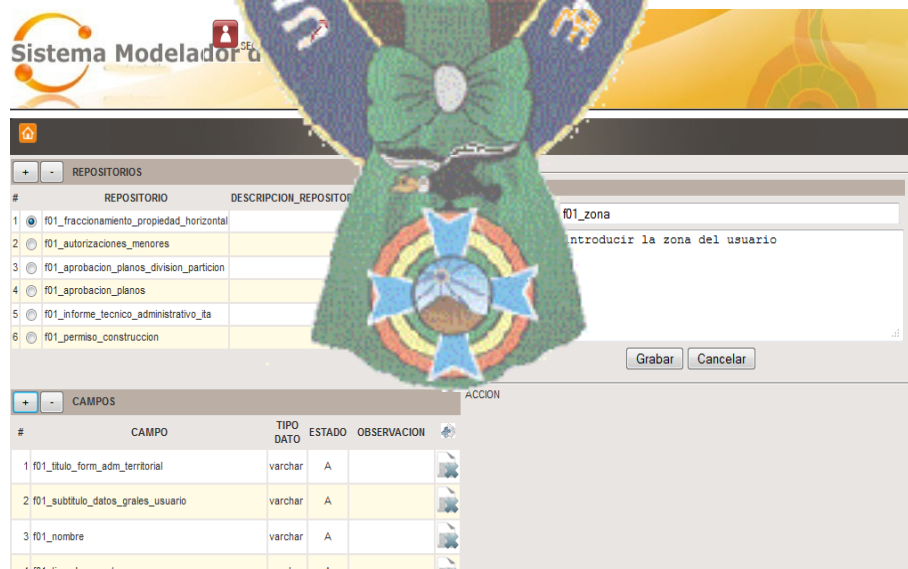 Sistema Modelador d
REPOSITORIOS
# REPOSITORIO DESCRIPCION_REPOSITOR
1 f01_fraccionamiento_propiedad_horizontal
2 f01_autorizaciones_menores
3 f01_aprobacion_planos_division_particion
4 f01_aprobacion_planos
5 f01_informe_tecnico_administrativo_ita
6 f01_permiso_construccion
f01_zona
introducir la zona del usuario
Grabar Cancelar
+ - CAMPOS
ACCION
# CAMPO TIPO DATO ESTADO OBSERVACION
1 f01_titulo_form_adm_territorial varchar A
2 f01_subtitulo_datos_grales_usuario varchar A
3 f01_nombre varchar A